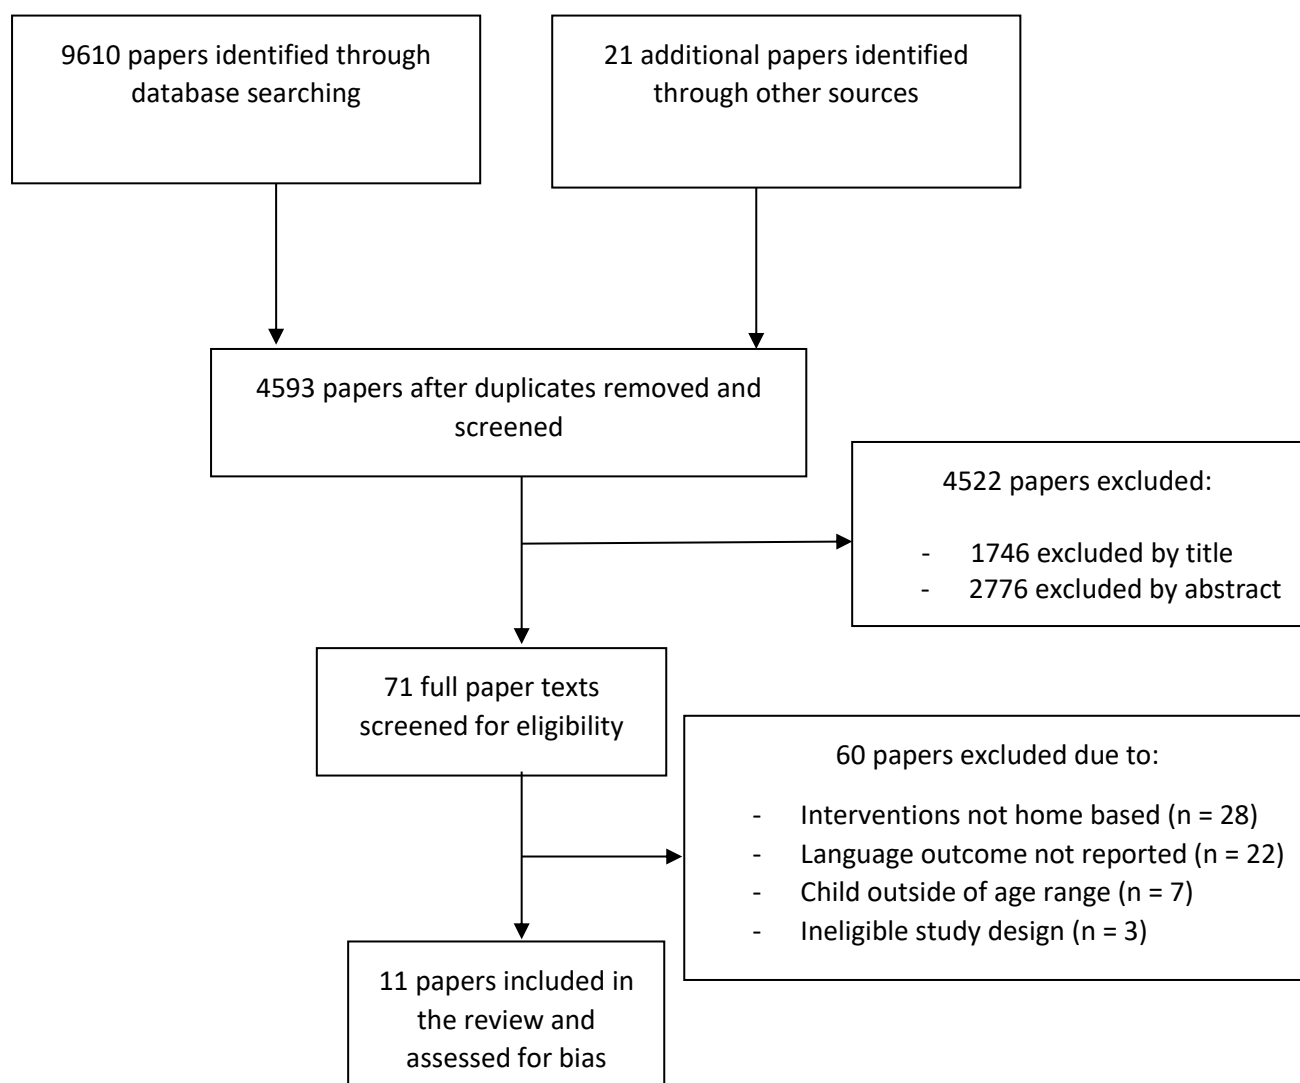 9610 papers identified through
database searching
21 additional papers identified
through other sources
4593 papers after duplicates removed and
screened
4522 papers excluded:
- 1746 excluded by title
- 2776 excluded by abstract
71 full paper texts
screened for eligibility
60 papers excluded due to:
- Interventions not home based (n = 28)
- Language outcome not reported (n = 22)
- Child outside of age range (n = 7)
- Ineligible study design (n = 3)
11 papers included in
the review and
assessed for bias